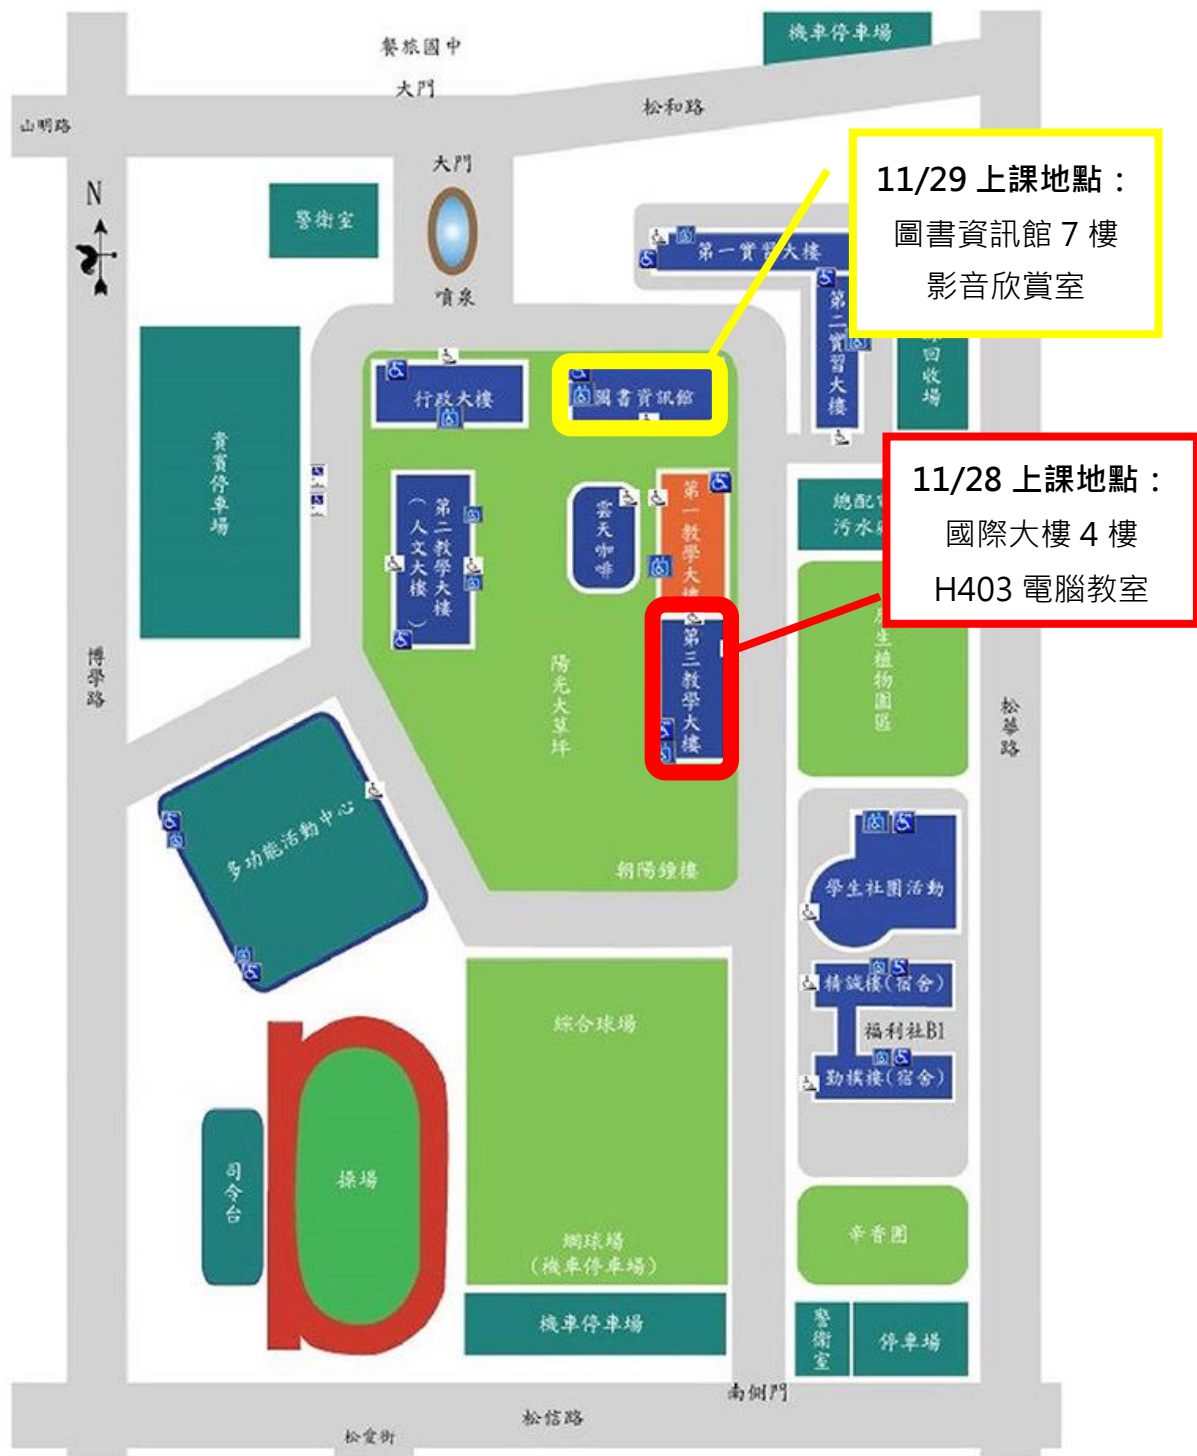 餐旅國中
大門
機車停車場
山明路
松和路
N
大門
警衛室
噴泉
11/29 上課地點：
圖書資訊館 7 樓
影音欣賞室
第一實習大樓
第二實習大樓
回收場
行政大樓
圖書資訊館
貴賓停車場
第二教學大樓
（人文大樓）
雲天咖啡
第一教學大樓
11/28 上課地點：
國際大樓 4 樓
H403 電腦教室
總配
污水
第三教學大樓
陽光大草坪
生植物園區
博學路
松華路
多功能活動中心
朝陽鐘樓
學生社團活動
精誠樓(宿舍)
福利社B1
勤樸樓(宿舍)
綜合球場
操場
司令台
網球場
(機車停車場)
辛香園
機車停車場
警衛室
停車場
南側門
松信路
松愛街